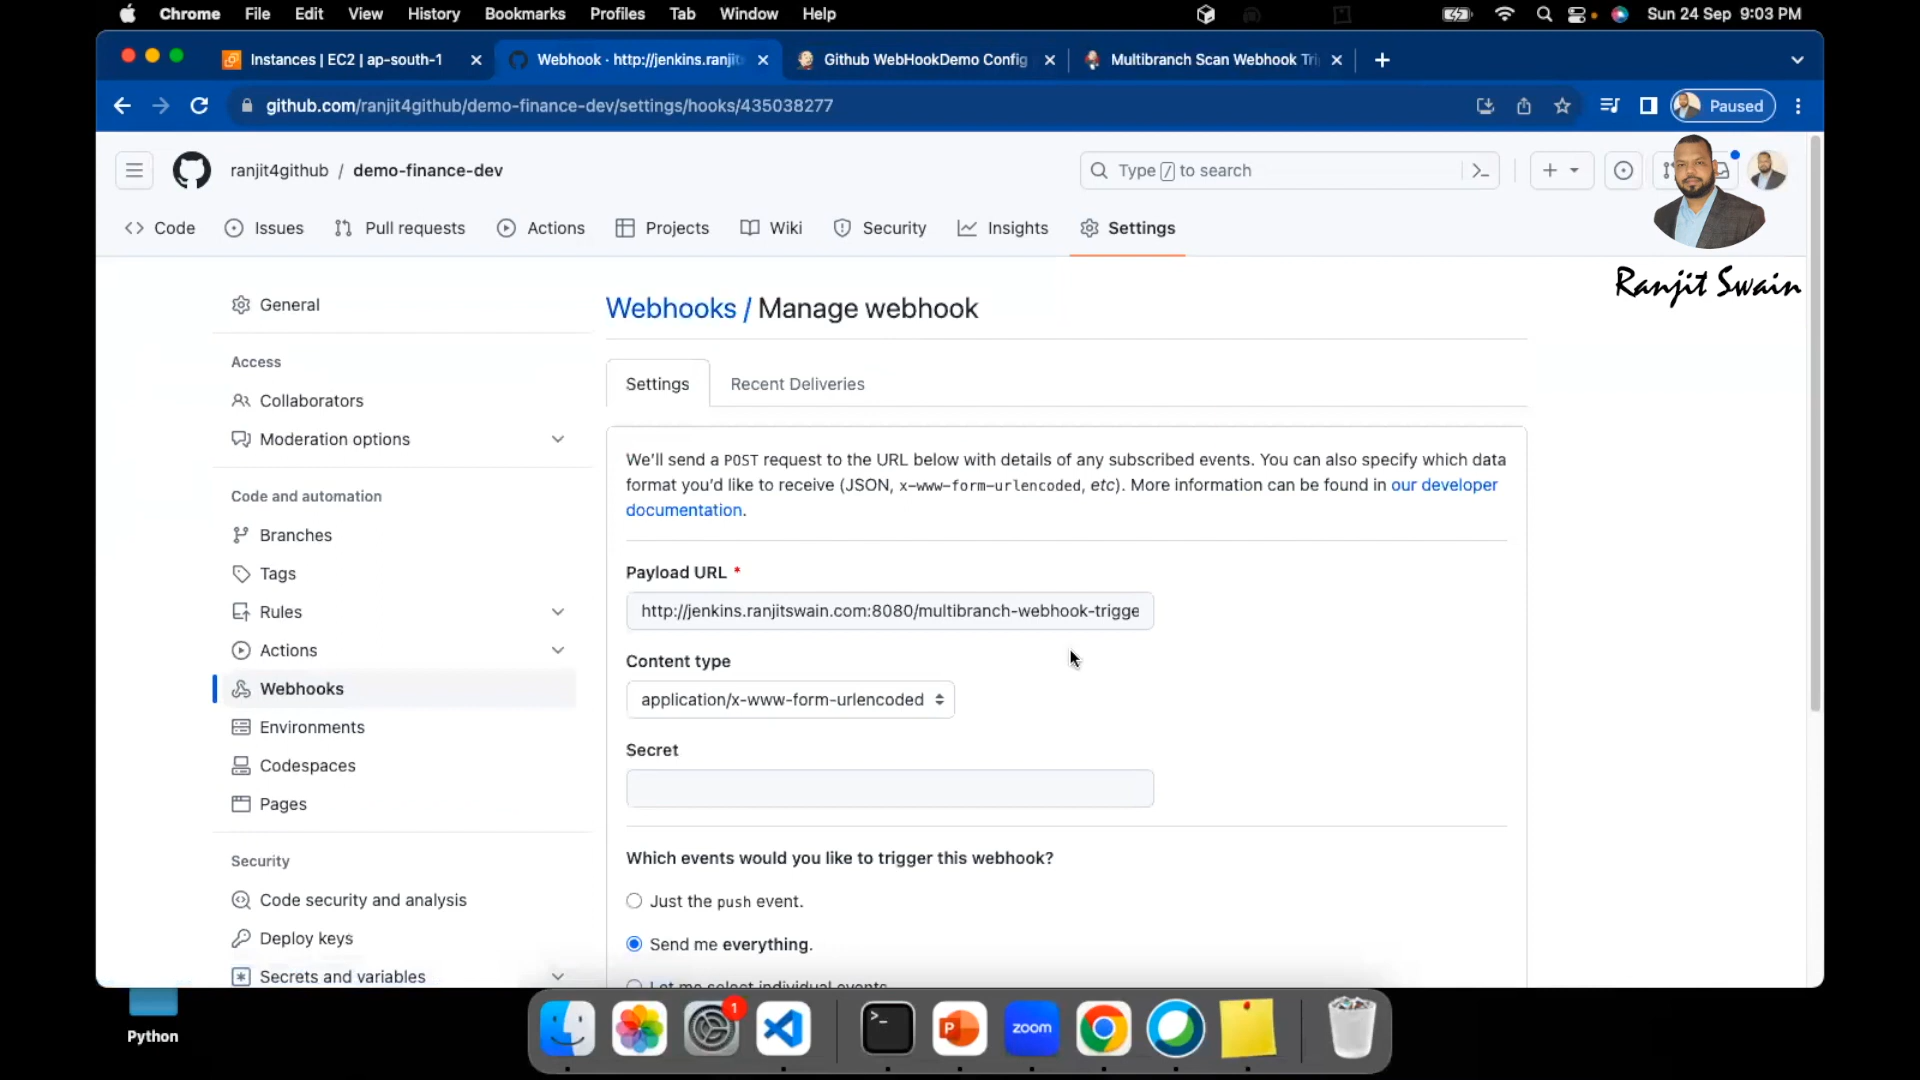 Chrome File Edit View History Bookmarks Profiles Tab Window Help Sun 24 Sep 9:03 PM
Instances | EC2 | ap-south-1 Webhook · http://jenkins.ranjit Github WebHookDemo Config Multibranch Scan Webhook Tri
github.com/ranjit4github/demo-finance-dev/settings/hooks/435038277 Paused
ranjit4github / demo-finance-dev Type / to search
Code Issues Pull requests Actions Projects Wiki Security Insights Settings
Ranjit Swain
General
Access
Collaborators
Moderation options
Code and automation
Branches
Tags
Rules
Actions
Webhooks
Environments
Codespaces
Pages
Security
Code security and analysis
Deploy keys
Secrets and variables
Webhooks / Manage webhook
Settings Recent Deliveries
We'll send a POST request to the URL below with details of any subscribed events. You can also specify which data
format you'd like to receive (JSON, x-www-form-urlencoded, etc). More information can be found in our developer
documentation.
Payload URL *
http://jenkins.ranjitswain.com:8080/multibranch-webhook-trigge
Content type
application/x-www-form-urlencoded
Secret
Which events would you like to trigger this webhook?
Just the push event.
Send me everything.
Let me select individual events.
Python
1
zoom